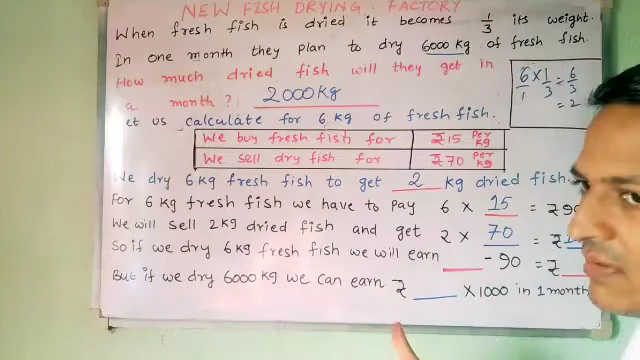 NEW FISH DRYING FACTORY
When fresh fish is dried it becomes 1/3 its weight.
In one month they plan to dry 6000 kg of fresh fish.
How much dried fish will they get in
a month? 2000 Kg
6/1 × 1/3 = 6/3
= 2
Let us calculate for 6 kg of fresh fish.
We buy fresh fish for ₹15 per kg
We sell dry fish for ₹70 per kg
We dry 6 kg fresh fish to get 2 kg dried fish.
For 6 kg fresh fish we have to pay 6 × 15 = ₹90
We will sell 2 kg dried fish and get 2 × 70 = ₹
So if we dry 6 kg fresh fish we will earn ____ - 90 = ₹
But if we dry 6000 kg we can earn ₹ ____ × 1000 in 1 month